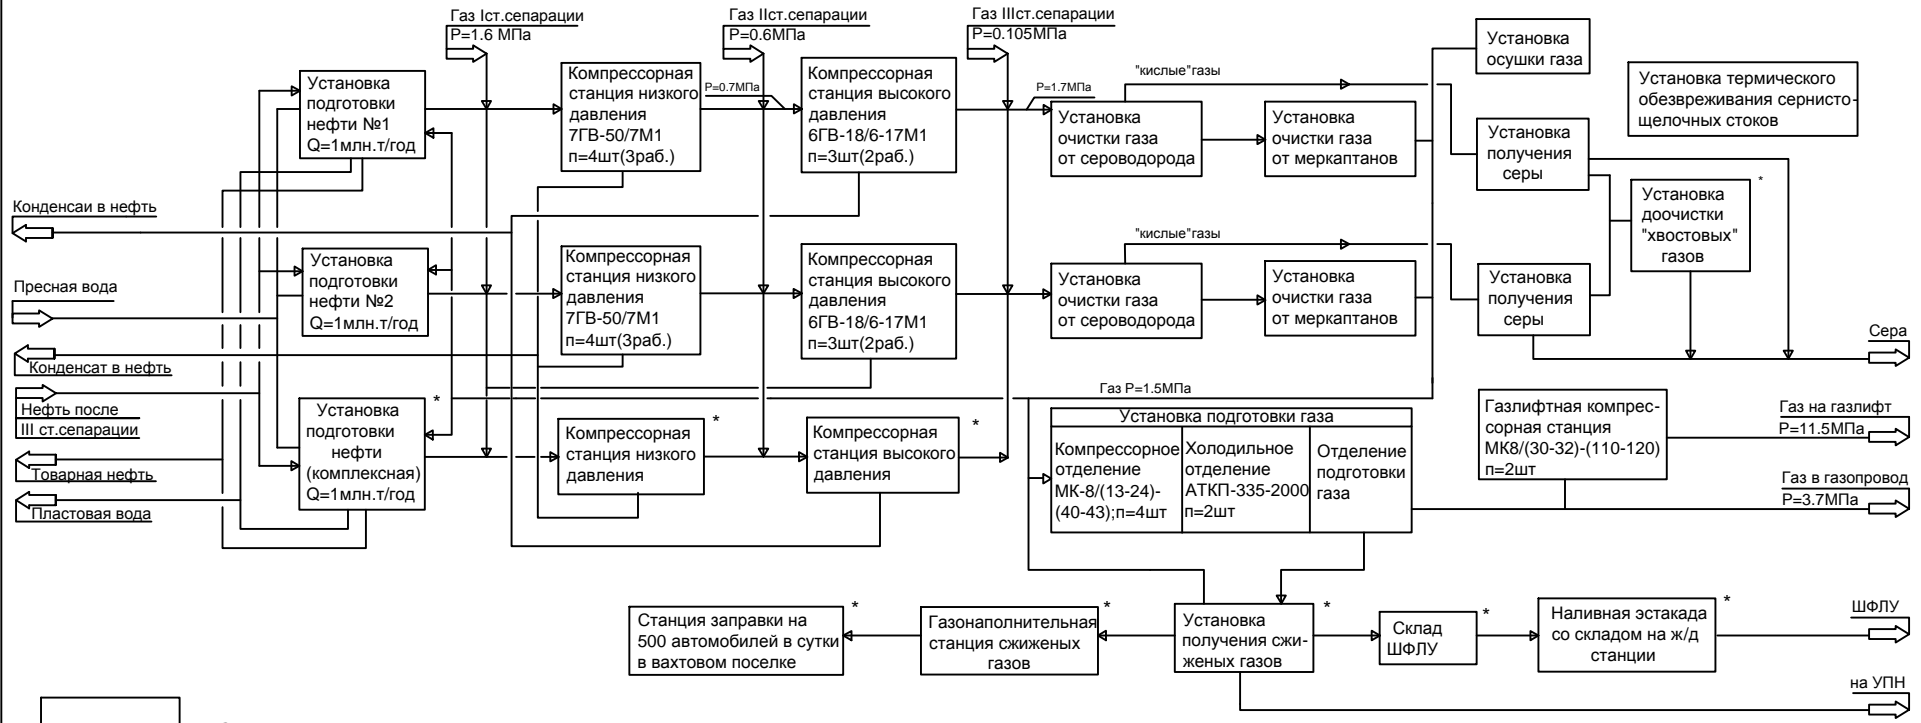 Газ Iст.сепарации
P=1.6 МПа
Газ IIст.сепарации
P=0.6МПа
Газ IIIст.сепарации
P=0.105МПа
Установка
подготовки
нефти №1
Q=1млн.т/год
Компрессорная
станция низкого
давления
7ГВ-50/7М1
п=4шт(3раб.)
P=0.7МПа
Компрессорная
станция высокого
давления
6ГВ-18/6-17М1
п=3шт(2раб.)
P=1.7МПа
"кислые"газы
Установка
очистки газа
от сероводорода
Установка
очистки газа
от меркаптанов
Установка
осушки газа
Установка
получения
серы
Установка термического
обезвреживания сернисто-
щелочных стоков
Установка
доочистки
"хвостовых"
газов
*
Конденсаи в нефть
Пресная вода
Конденсат в нефть
Нефть после
III ст.сепарации
Товарная нефть
Пластовая вода
Установка
подготовки
нефти №2
Q=1млн.т/год
Компрессорная
станция низкого
давления
7ГВ-50/7М1
п=4шт(3раб.)
Компрессорная
станция высокого
давления
6ГВ-18/6-17М1
п=3шт(2раб.)
"кислые"газы
Установка
очистки газа
от сероводорода
Установка
очистки газа
от меркаптанов
Установка
получения
серы
Сера
Газ P=1.5МПа
Установка
подготовки
нефти
(комплексная)
Q=1млн.т/год
*
Компрессорная
станция низкого
давления
*
Компрессорная
станция высокого
давления
*
Установка подготовки газа
Компрессорное
отделение
МК-8/(13-24)-
(40-43);п=4шт
Холодильное
отделение
АТКП-335-2000
п=2шт
Отделение
подготовки
газа
Газлифтная компрес-
сорная станция
МК8/(30-32)-(110-120)
п=2шт
Газ на газлифт
P=11.5МПа
Газ в газопровод
P=3.7МПа
Станция заправки на
500 автомобилей в сутки
в вахтовом поселке
*
Газонаполнительная
станция сжиженых
газов
*
Установка
получения сжи-
женых газов
*
Склад
ШФЛУ
*
Наливная эстакада
со складом на ж/д
станции
*
ШФЛУ
на УПН